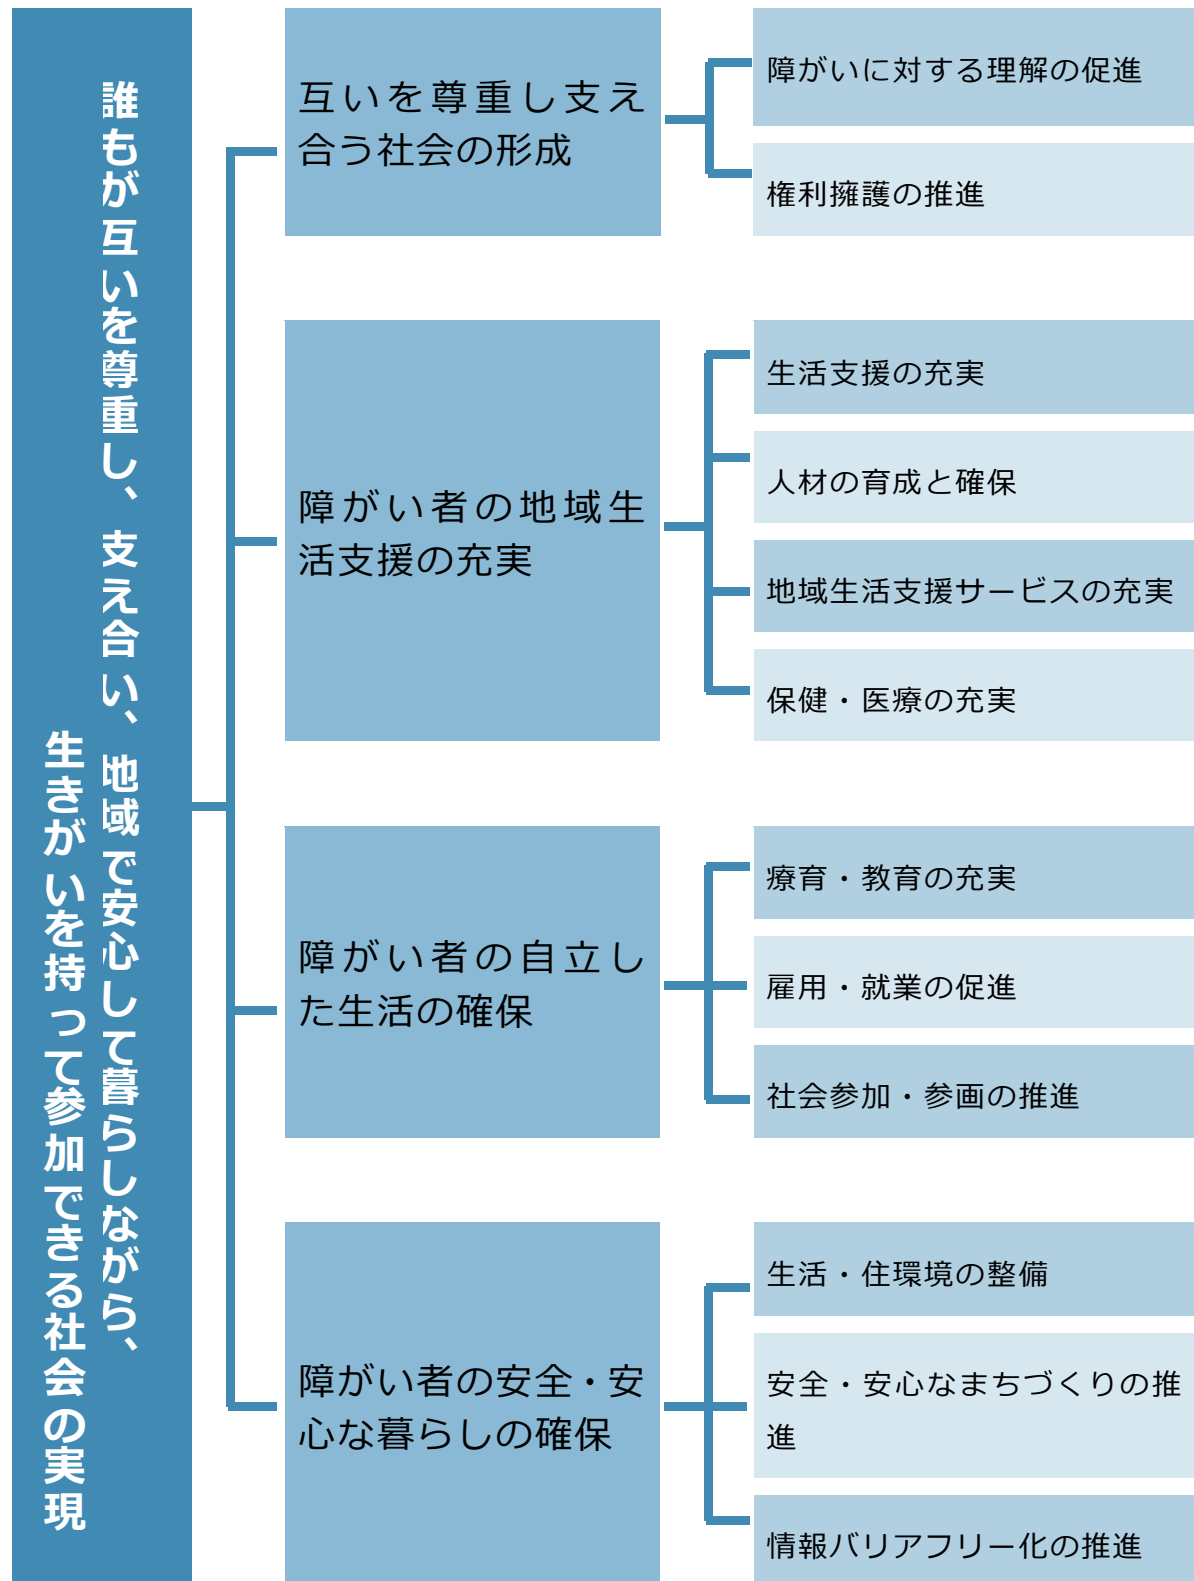 誰もが互いを尊重し、支え合い、地域で安心して暮らしながら、
生きがいを持って参加できる社会の実現
互いを尊重し支え
合う社会の形成
障がいに対する理解の促進
権利擁護の推進
障がい者の地域生
活支援の充実
生活支援の充実
人材の育成と確保
地域生活支援サービスの充実
保健・医療の充実
障がい者の自立し
た生活の確保
療育・教育の充実
雇用・就業の促進
社会参加・参画の推進
障がい者の安全・安
心な暮らしの確保
生活・住環境の整備
安全・安心なまちづくりの推
進
情報バリアフリー化の推進